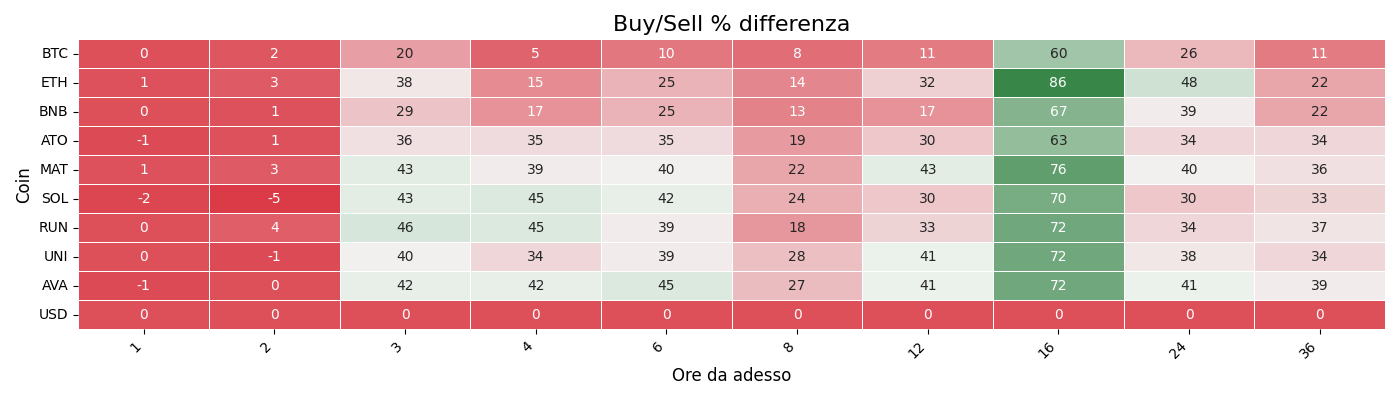 Buy/Sell % differenza
Coin
BTC 0 2 20 5 10 8 11 60 26 11
ETH 1 3 38 15 25 14 32 86 48 22
BNB 0 1 29 17 25 13 17 67 39 22
ATO -1 1 36 35 35 19 30 63 34 34
MAT 1 3 43 39 40 22 43 76 40 36
SOL -2 -5 43 45 42 24 30 70 30 33
RUN 0 4 46 45 39 18 33 72 34 37
UNI 0 -1 40 34 39 28 41 72 38 34
AVA -1 0 42 42 45 27 41 72 41 39
USD 0 0 0 0 0 0 0 0 0 0
1 2 3 4 6 8 12 16 24 36
Ore da adesso